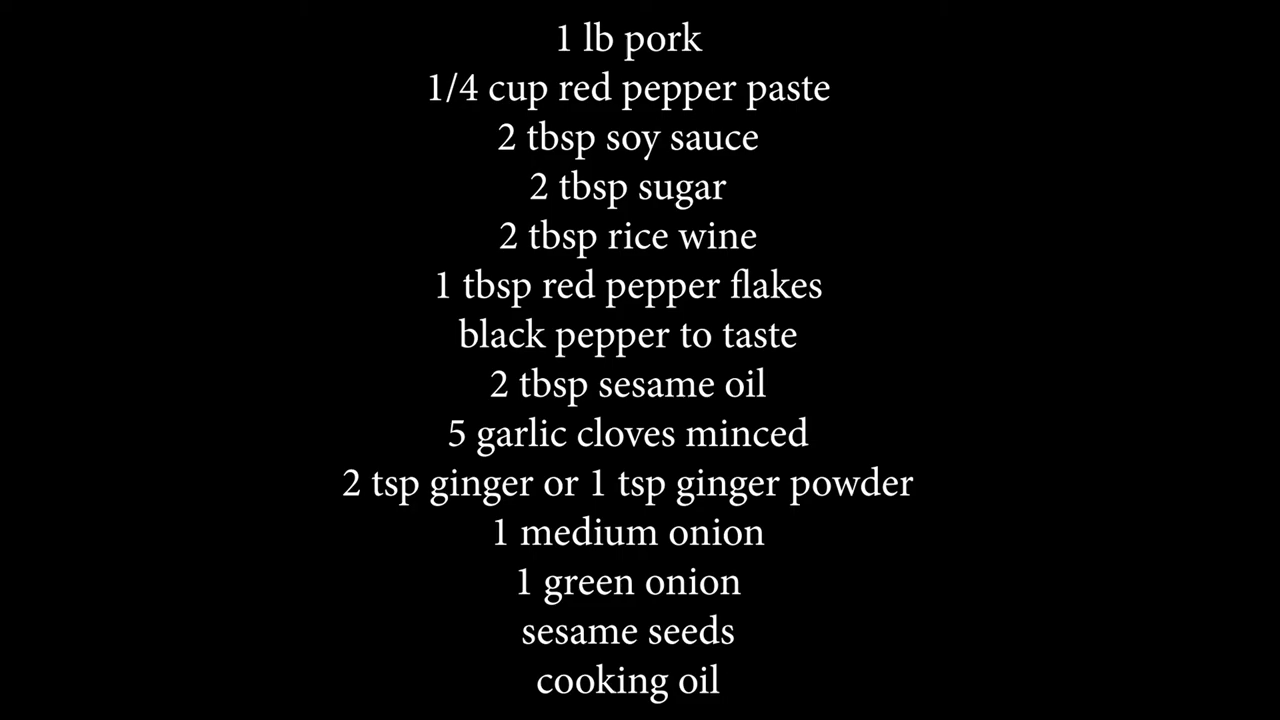 1 lb pork
1/4 cup red pepper paste
2 tbsp soy sauce
2 tbsp sugar
2 tbsp rice wine
1 tbsp red pepper flakes
black pepper to taste
2 tbsp sesame oil
5 garlic cloves minced
2 tsp ginger or 1 tsp ginger powder
1 medium onion
1 green onion
sesame seeds
cooking oil